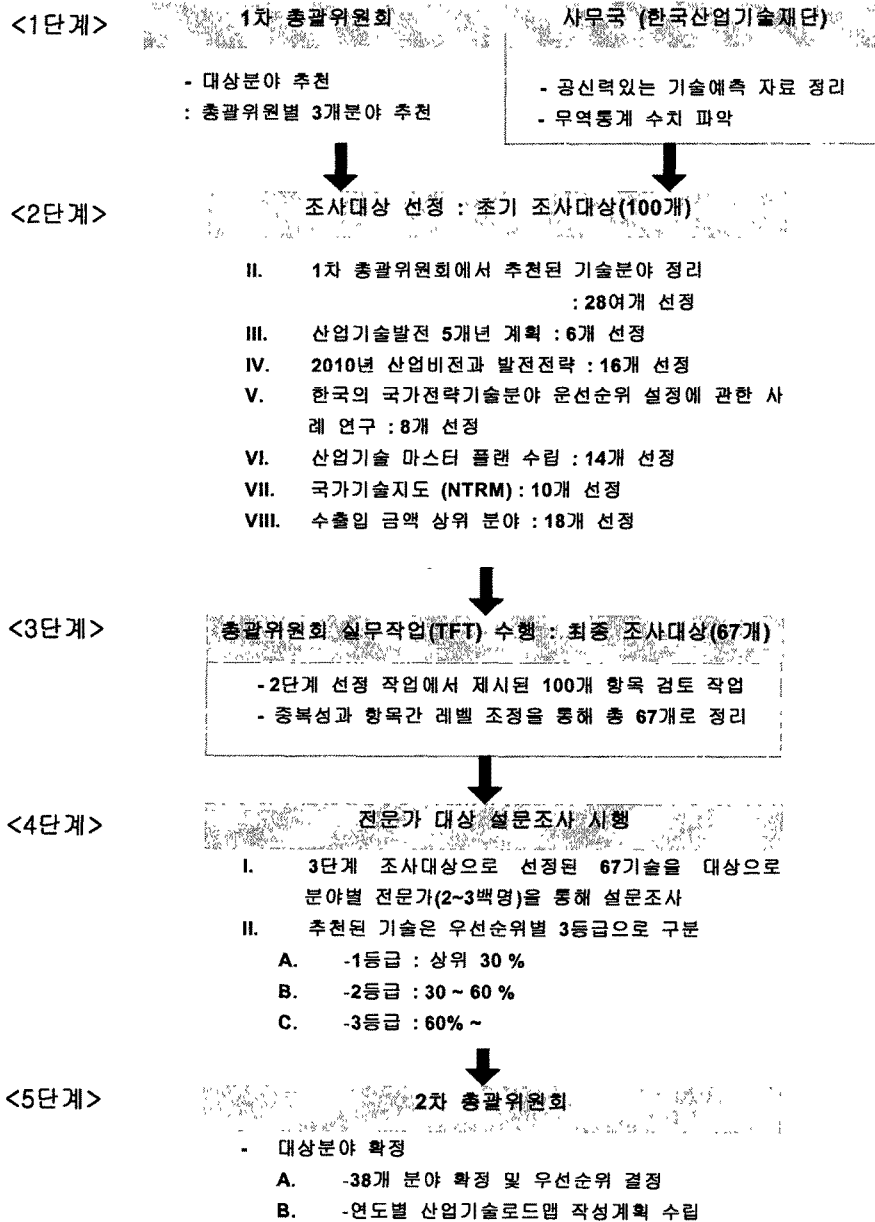 <1단계>
1차 총괄위원회
사무국 (한국산업기술재단)
- 대상분야 추천
: 총괄위원별 3개분야 추천
- 공신력있는 기술예측 자료 정리
- 무역통계 수치 파악
<2단계>
조사대상 선정 : 초기 조사대상(100개)
II. 1차 총괄위원회에서 추천된 기술분야 정리
: 28여개 선정
III. 산업기술발전 5개년 계획 : 6개 선정
IV. 2010년 산업비전과 발전전략 : 16개 선정
V. 한국의 국가전략기술분야 운선순위 설정에 관한 사
례 연구 : 8개 선정
VI. 산업기술 마스터 플랜 수립 : 14개 선정
VII. 국가기술지도 (NTRM) : 10개 선정
VIII. 수출입 금액 상위 분야 : 18개 선정
<3단계>
총괄위원회 실무작업(TFT) 수행 : 최종 조사대상(67개)
- 2단계 선정 작업에서 제시된 100개 항목 검토 작업
- 중복성과 항목간 레벨 조정을 통해 총 67개로 정리
<4단계>
전문가 대상 설문조사 시행
I. 3단계 조사대상으로 선정된 67기술을 대상으로
분야별 전문가(2~3백명)을 통해 설문조사
II. 추천된 기술은 우선순위별 3등급으로 구분
A. -1등급 : 상위 30 %
B. -2등급 : 30 ~ 60 %
C. -3등급 : 60% ~
<5단계>
2차 총괄위원회
- 대상분야 확정
A. -38개 분야 확정 및 우선순위 결정
B. -연도별 산업기술로드맵 작성계획 수립